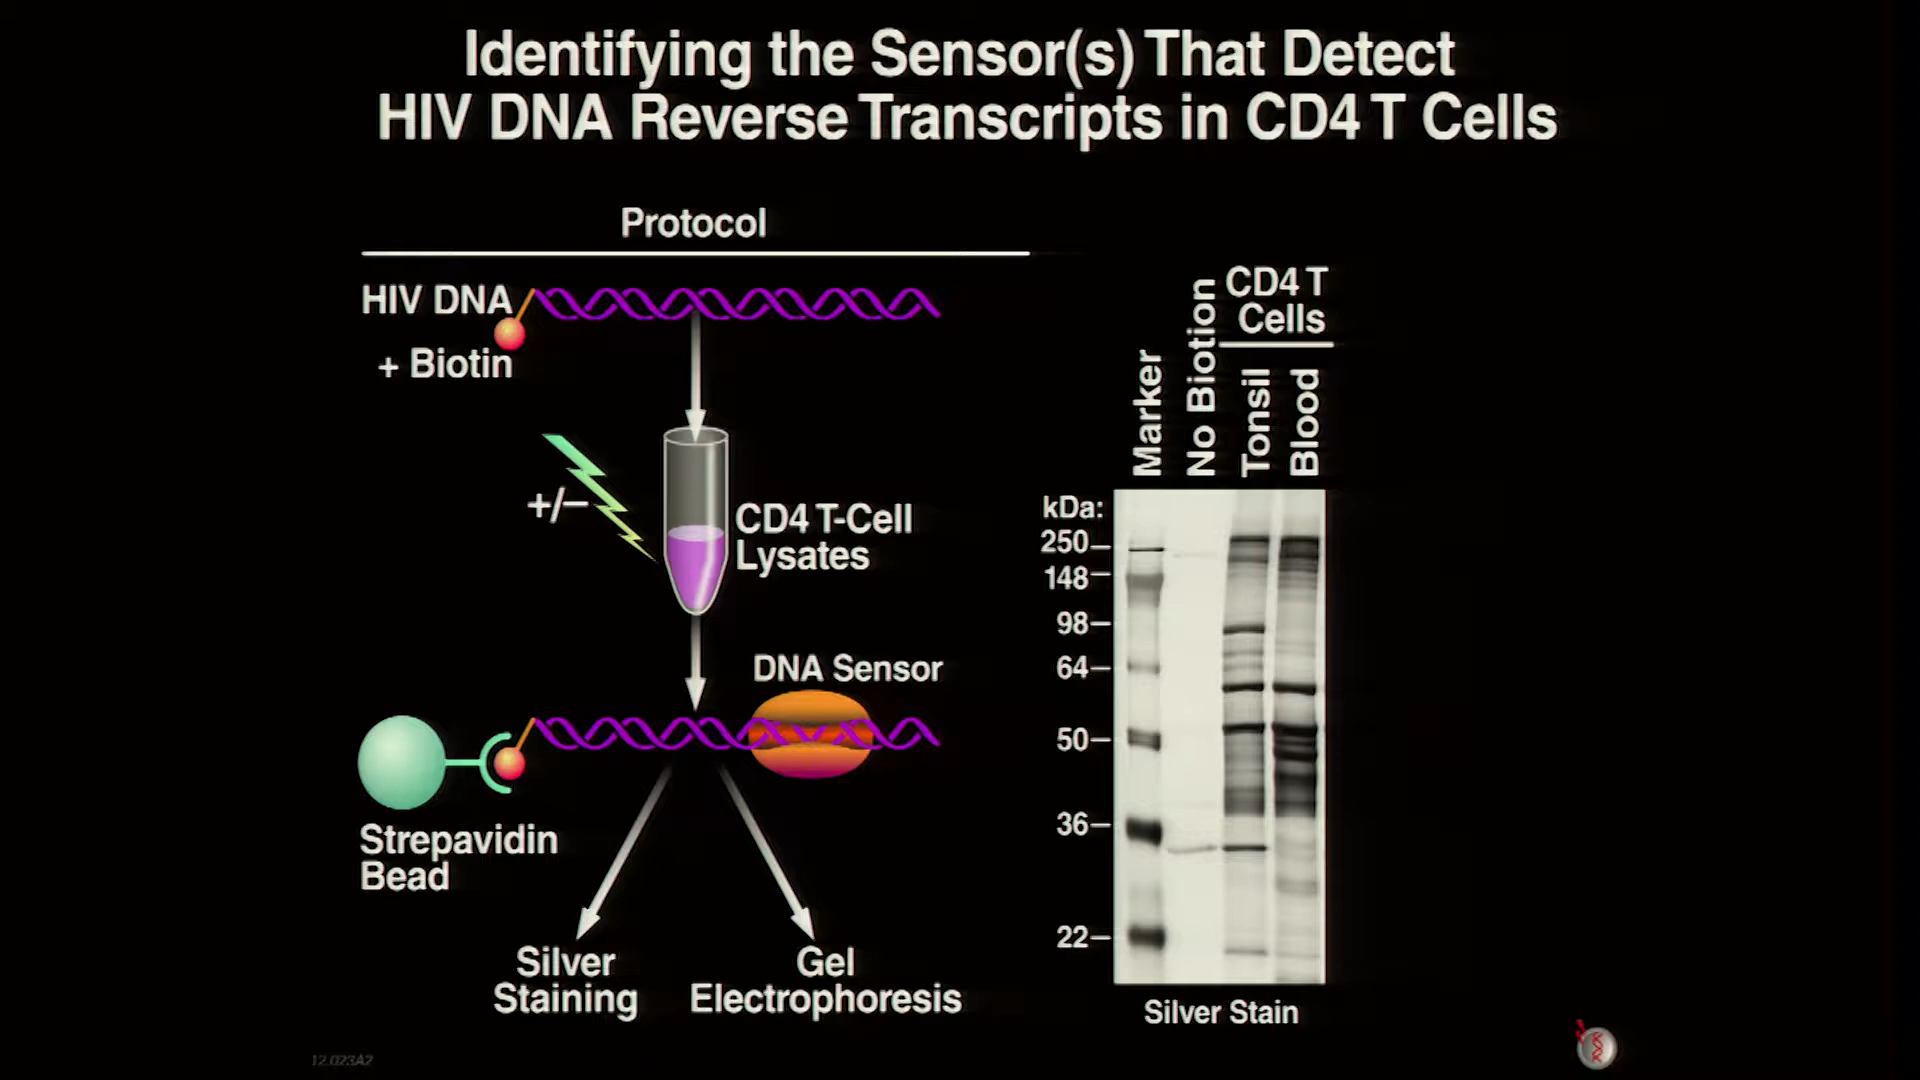 Identifying the Sensor(s) That Detect
HIV DNA Reverse Transcripts in CD4 T Cells
Protocol
HIV DNA
+ Biotin
+/–
CD4 T-Cell
Lysates
DNA Sensor
Strepavidin
Bead
Silver
Staining
Gel
Electrophoresis
CD4 T
Cells
Marker
No Biotion
Tonsil
Blood
kDa:
250
148
98
64
50
36
22
Silver Stain
12.023A2